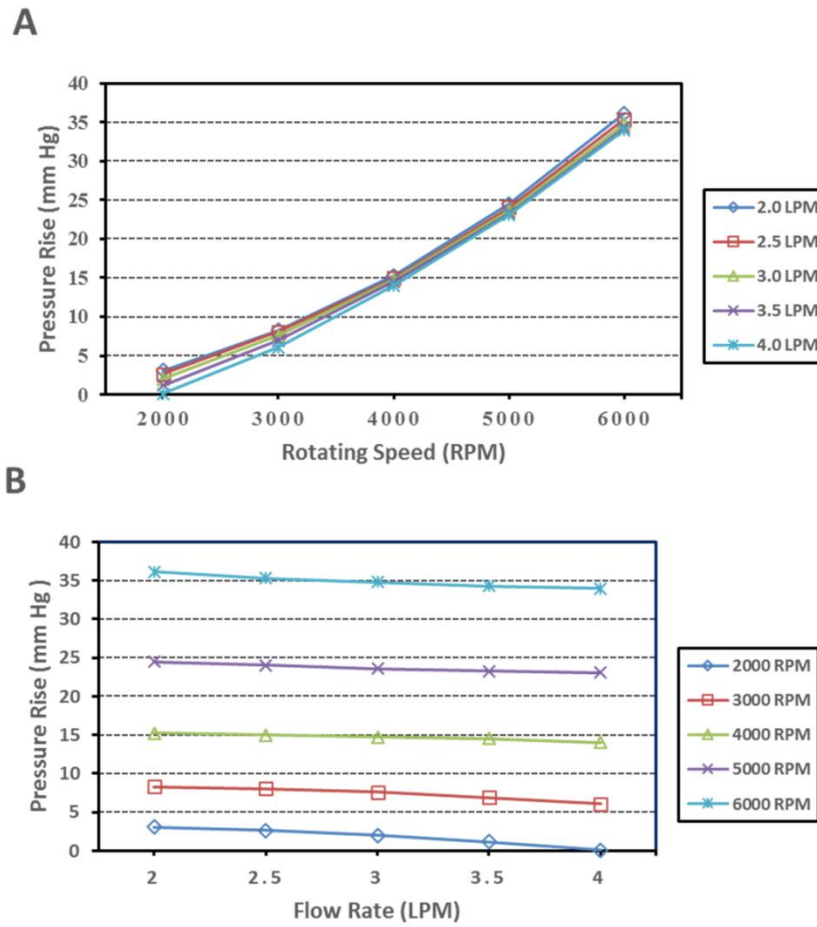 A
40
35
30
25
20
15
10
5
0
Pressure Rise (mm Hg)
2000 3000 4000 5000 6000
Rotating Speed (RPM)
2.0 LPM
2.5 LPM
3.0 LPM
3.5 LPM
4.0 LPM
B
40
35
30
25
20
15
10
5
0
Pressure Rise (mm Hg )
2 2.5 3 3.5 4
Flow Rate (LPM)
2000 RPM
3000 RPM
4000 RPM
5000 RPM
6000 RPM